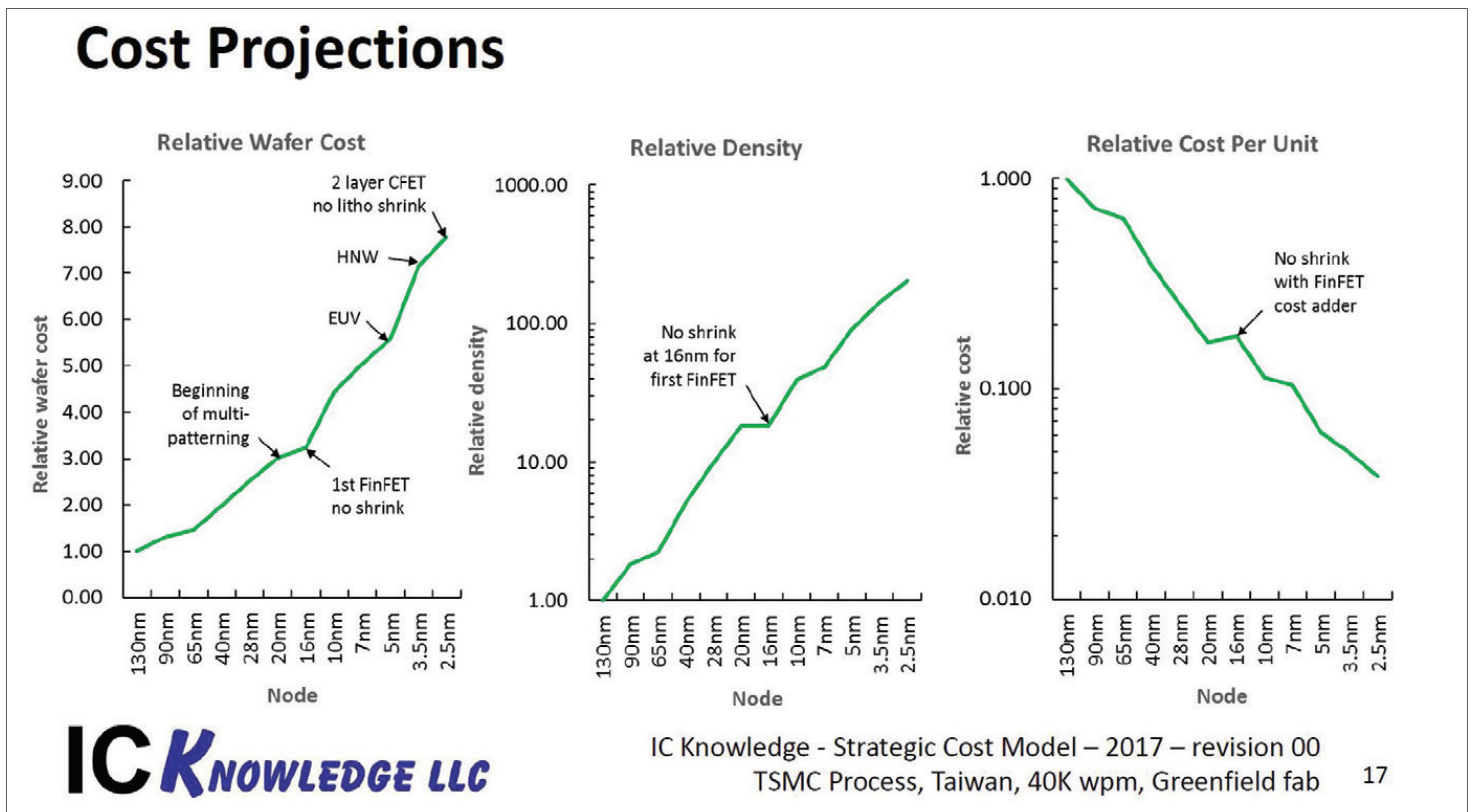 Cost Projections
Relative Wafer Cost
9.00
8.00
7.00
6.00
5.00
4.00
3.00
2.00
1.00
0.00
Relative wafer cost
2 layer CFET
no litho shrink
HNW
EUV
Beginning
of multi-
patterning
1st FinFET
no shrink
130nm
90nm
65nm
40nm
28nm
20nm
16nm
10nm
7nm
5nm
3.5nm
2.5nm
Node
Relative Density
1000.00
100.00
10.00
1.00
Relative density
No shrink
at 16nm for
first FinFET
130nm
90nm
65nm
40nm
28nm
20nm
16nm
10nm
7nm
5nm
3.5nm
2.5nm
Node
Relative Cost Per Unit
1.000
0.100
0.010
Relative cost
No shrink
with FinFET
cost adder
130nm
90nm
65nm
40nm
28nm
20nm
16nm
10nm
7nm
5nm
3.5nm
2.5nm
Node
IC KNOWLEDGE LLC
IC Knowledge - Strategic Cost Model – 2017 – revision 00
TSMC Process, Taiwan, 40K wpm, Greenfield fab
17